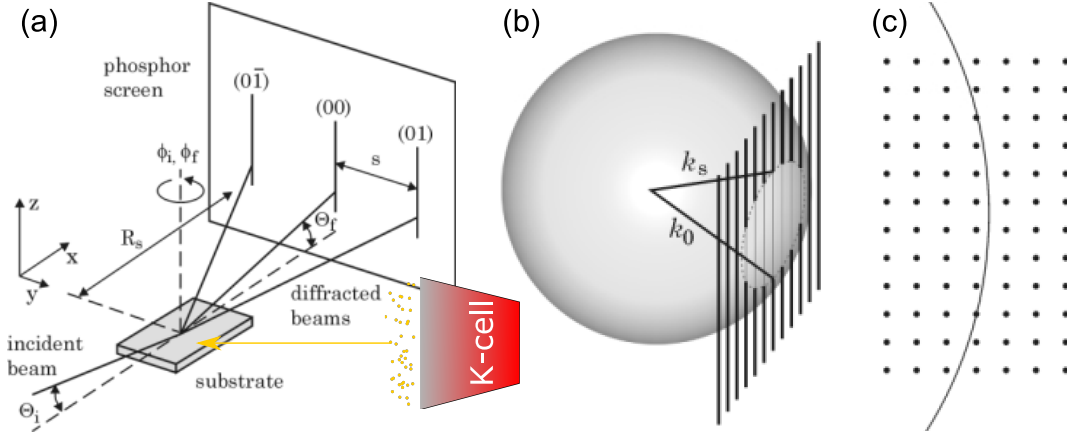 (a)
phosphor
screen
(01̄)
(00)
(01)
s
ϕi, ϕf
Θf
Rs
z
x
y
diffracted
beams
incident
beam
Θi
substrate
K-cell
(b)
ks
k0
(c)